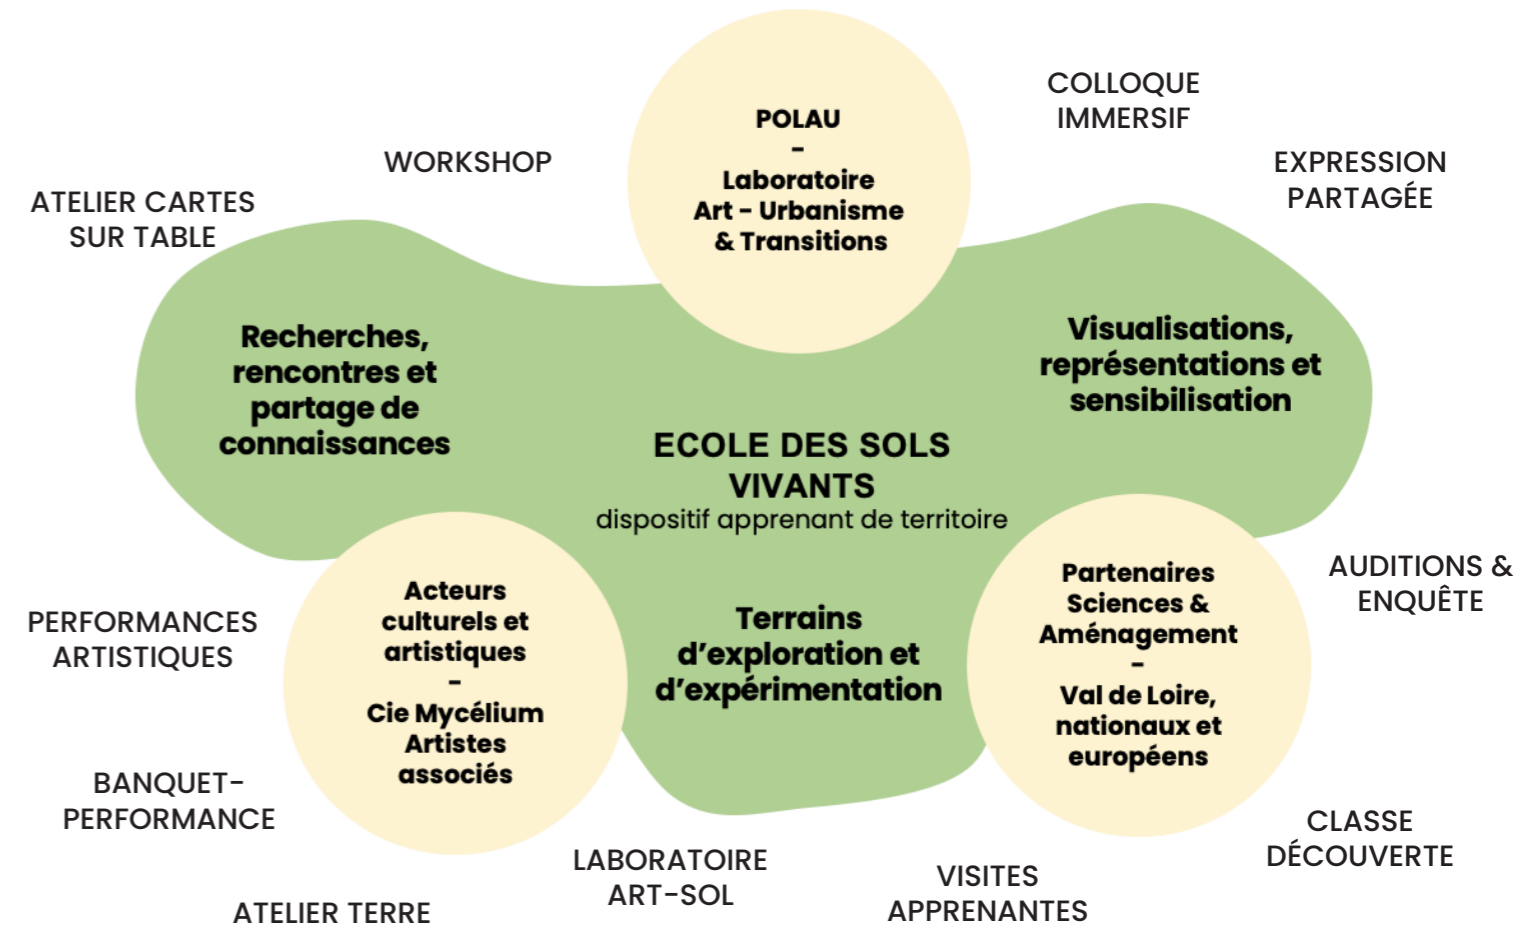 POLAU
–
Laboratoire
Art – Urbanisme
& Transitions
COLLOQUE
IMMERSIF
WORKSHOP
EXPRESSION
PARTAGÉE
ATELIER CARTES
SUR TABLE
Recherches,
rencontres et
partage de
connaissances
Visualisations,
représentations et
sensibilisation
ECOLE DES SOLS
VIVANTS
dispositif apprenant de territoire
Acteurs
culturels et
artistiques
–
Cie Mycélium
Artistes
associés
Terrains
d’exploration et
d’expérimentation
Partenaires
Sciences &
Aménagement
–
Val de Loire,
nationaux et
européens
AUDITIONS &
ENQUÊTE
PERFORMANCES
ARTISTIQUES
BANQUET-
PERFORMANCE
CLASSE
DÉCOUVERTE
LABORATOIRE
ART-SOL
VISITES
APPRENANTES
ATELIER TERRE